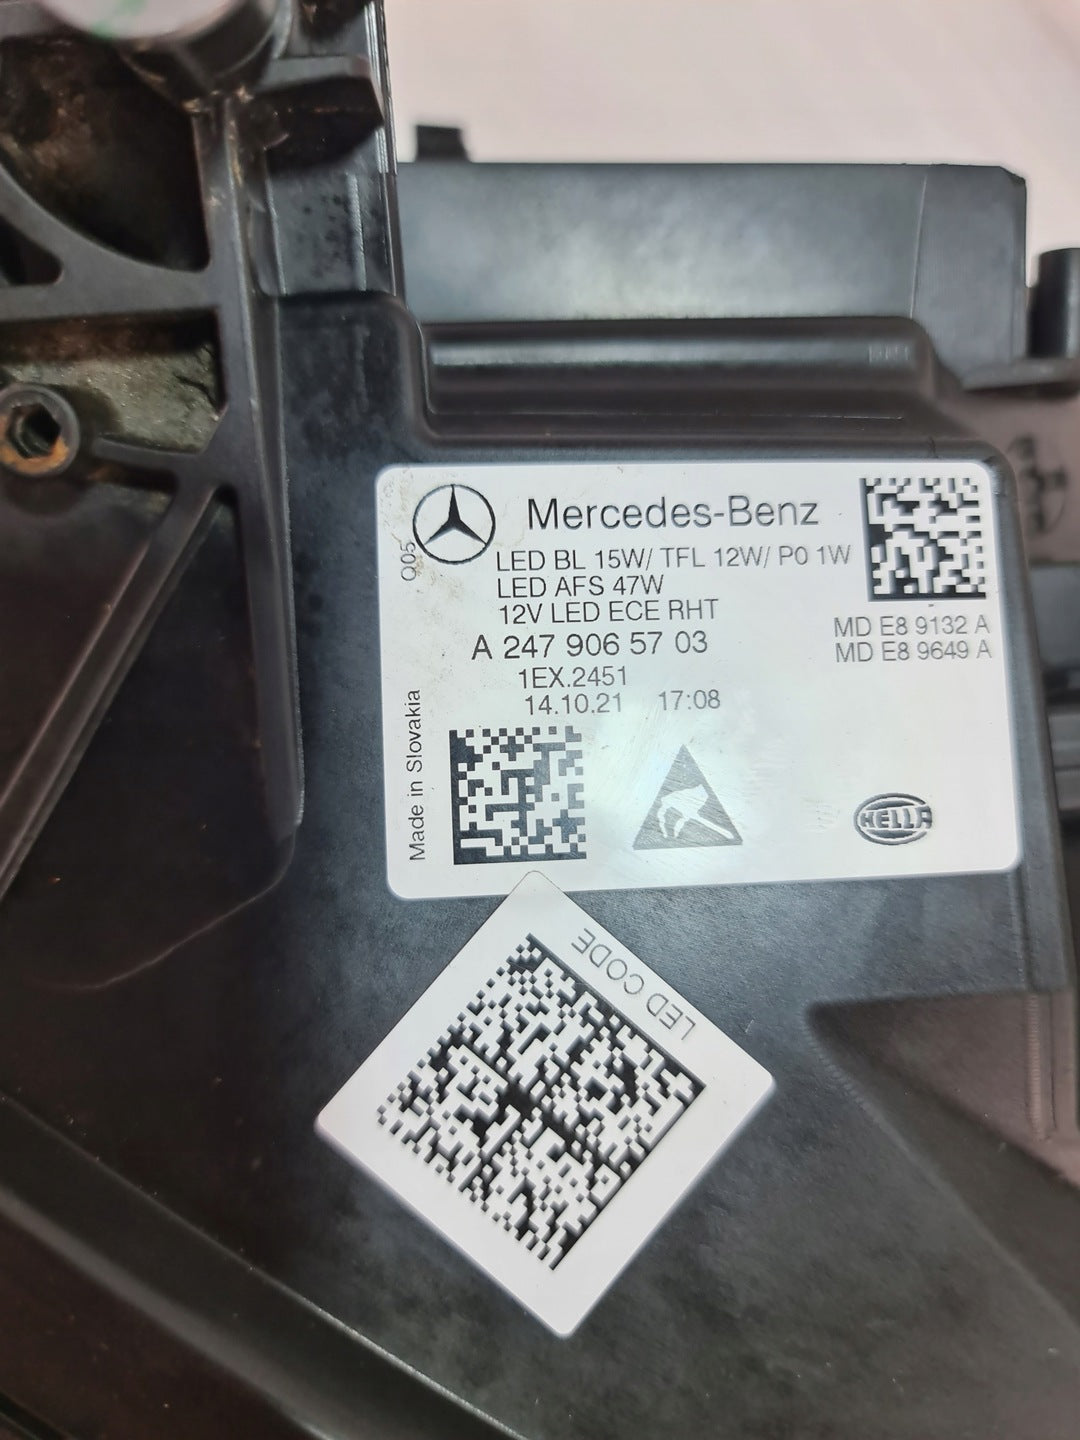 Mercedes-Benz
005
LED BL 15W/ TFL 12W/ P0 1W
LED AFS 47W
12V LED ECE RHT
A 247 906 57 03
1EX.2451
14.10.21 17:08
MD E8 9132 A
MD E8 9649 A
Made in Slovakia
HELLA
LED CODE